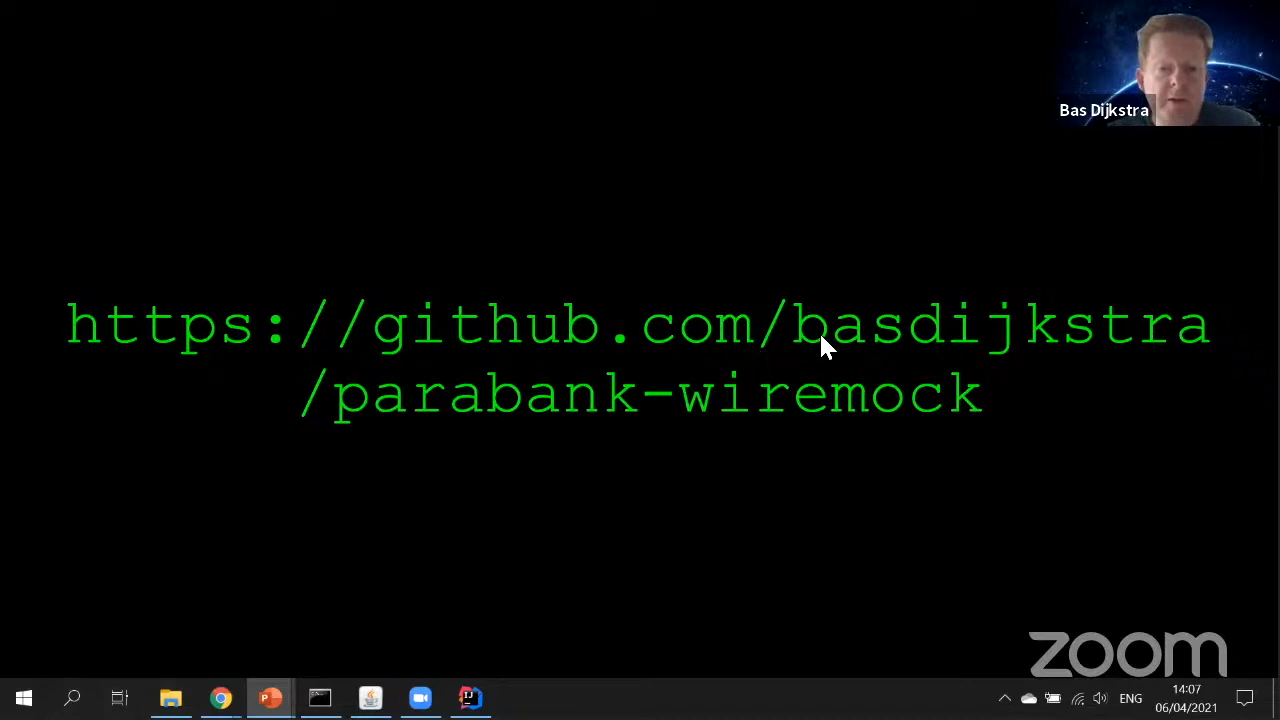 Bas Dijkstra
https://github.com/basdijkstra
/parabank-wiremock
zoom
ENG
14:07
06/04/2021